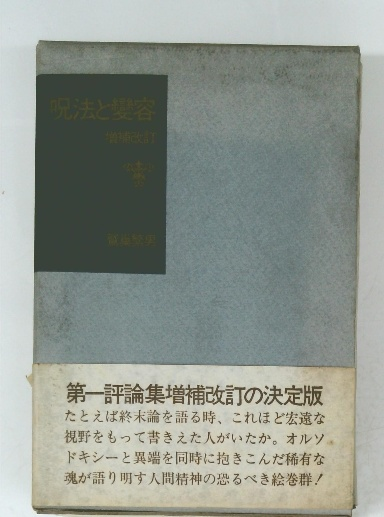 呪法と變容
増補改訂
第一評論集増補改訂の決定版
たとえば終末論を語る時、これほど宏遠な
視野をもって書きえた人がいたか。オルソ
ドキシーと異端を同時に抱きこんだ稀有な
魂が語り明す人間精神の恐るべき絵巻群！